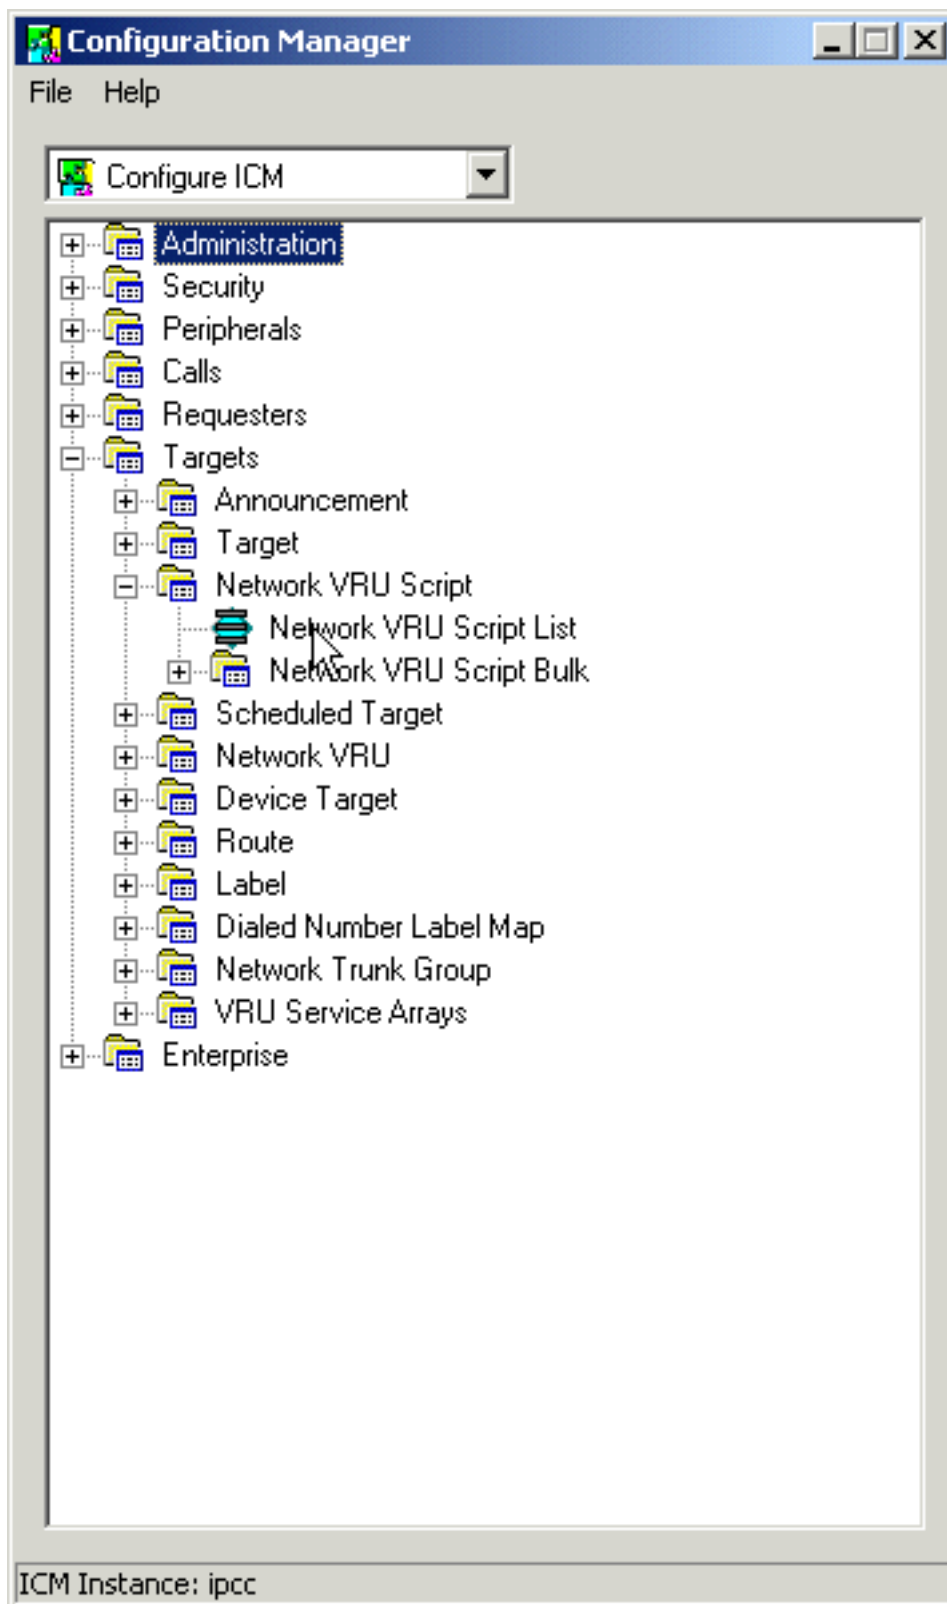 Configuration Manager
File Help
Configure ICM
Administration
Security
Peripherals
Calls
Requesters
Targets
Announcement
Target
Network VRU Script
Network VRU Script List
Network VRU Script Bulk
Scheduled Target
Network VRU
Device Target
Route
Label
Dialed Number Label Map
Network Trunk Group
VRU Service Arrays
Enterprise
ICM Instance: ipcc